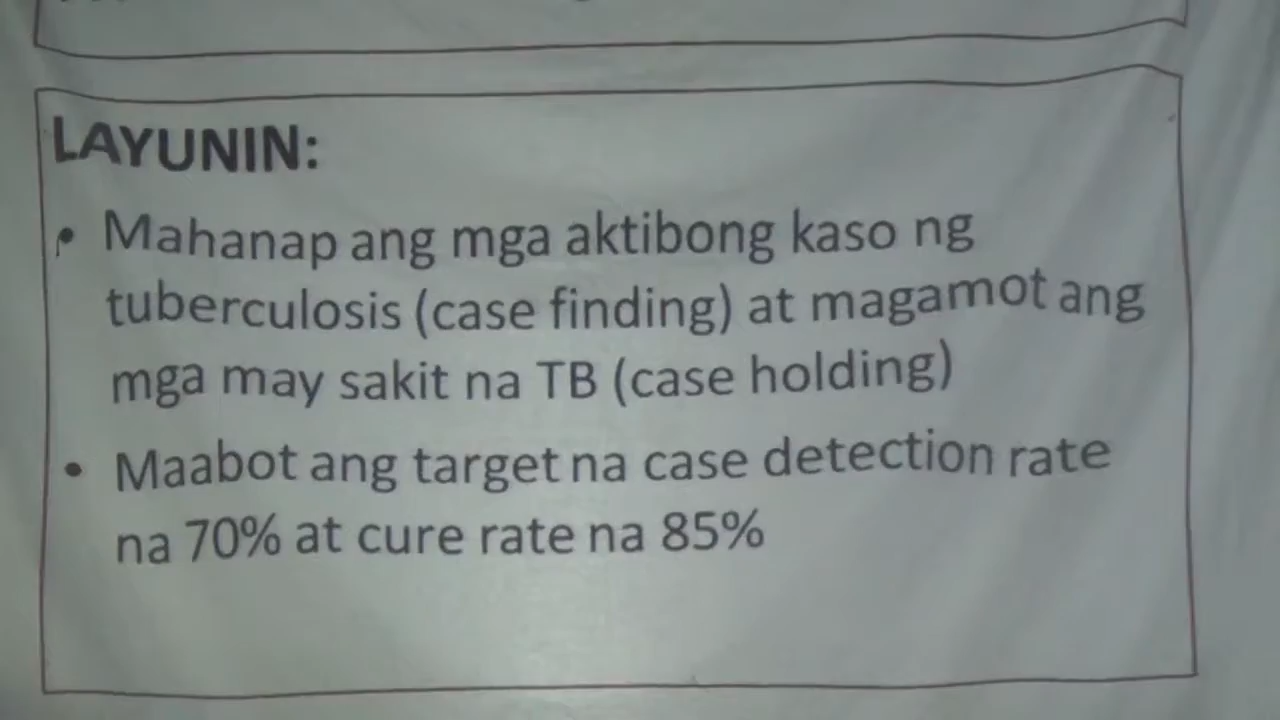 LAYUNIN:
• Mahanap ang mga aktibong kaso ng
tuberculosis (case finding) at magamot ang
mga may sakit na TB (case holding)
• Maabot ang target na case detection rate
na 70% at cure rate na 85%